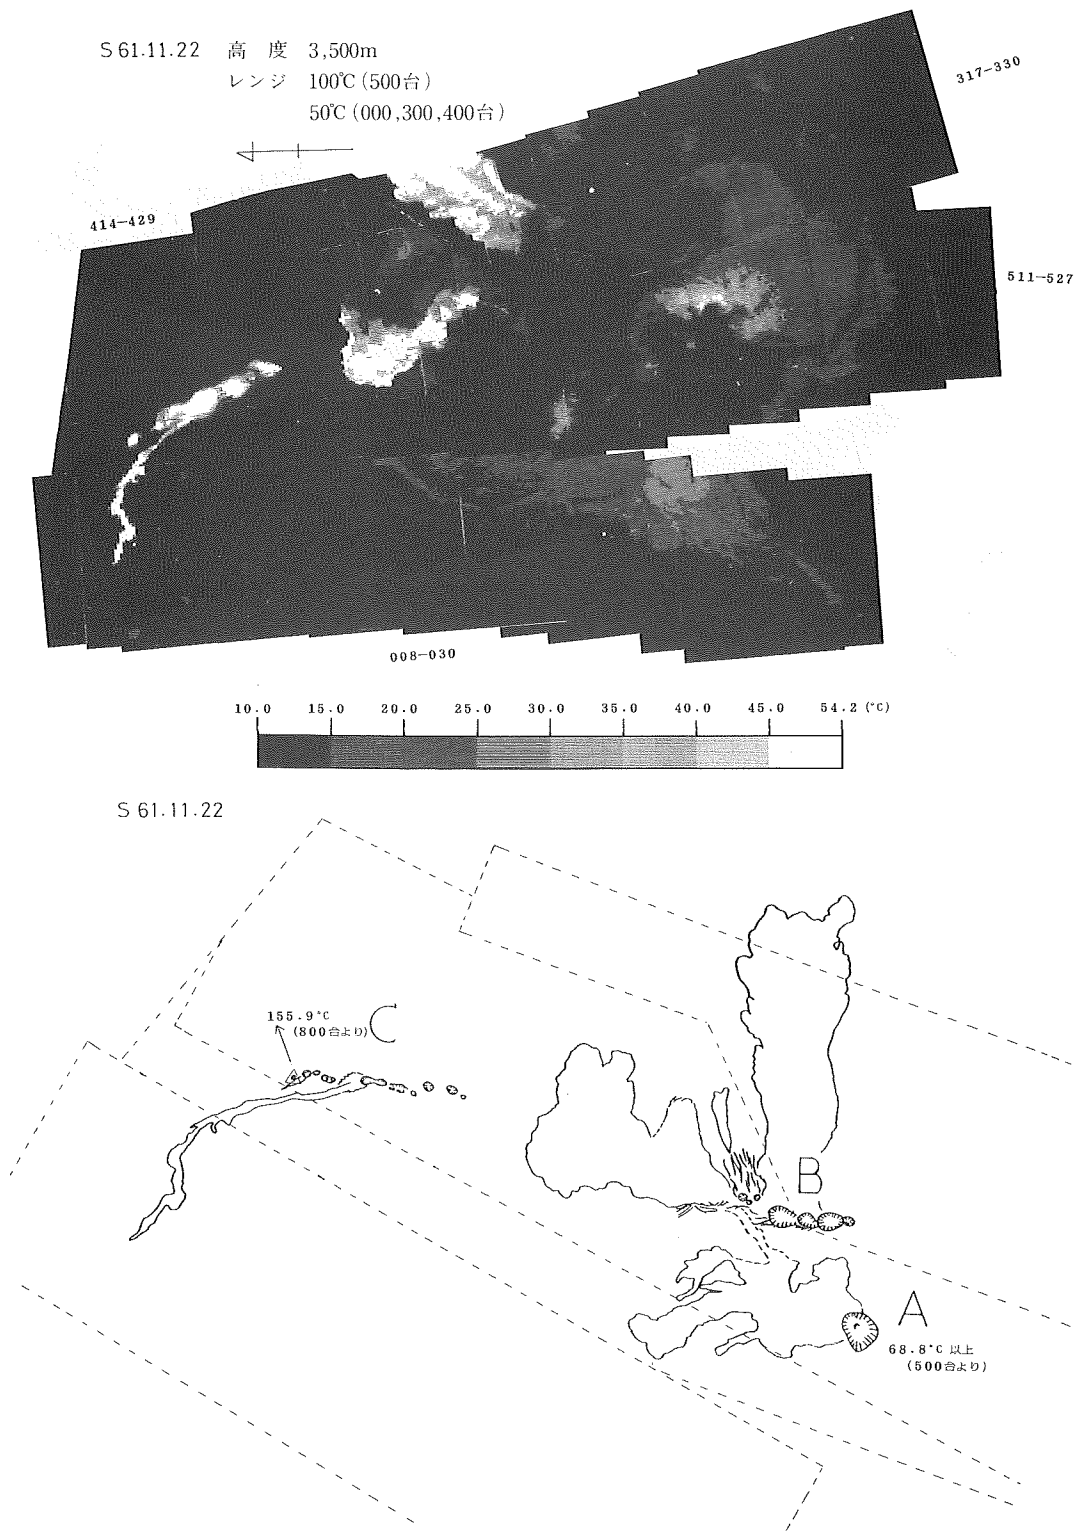 S 61.11.22 高 度 3,500m
レンジ 100℃ (500台)
50℃ (000,300,400台)
317-330
414-429
511-527
008-030
10.0 15.0 20.0 25.0 30.0 35.0 40.0 45.0 54.2 (℃)
S 61.11.22
155.9℃
(800台より)
C
B
A
68.8℃ 以上
(500台より)